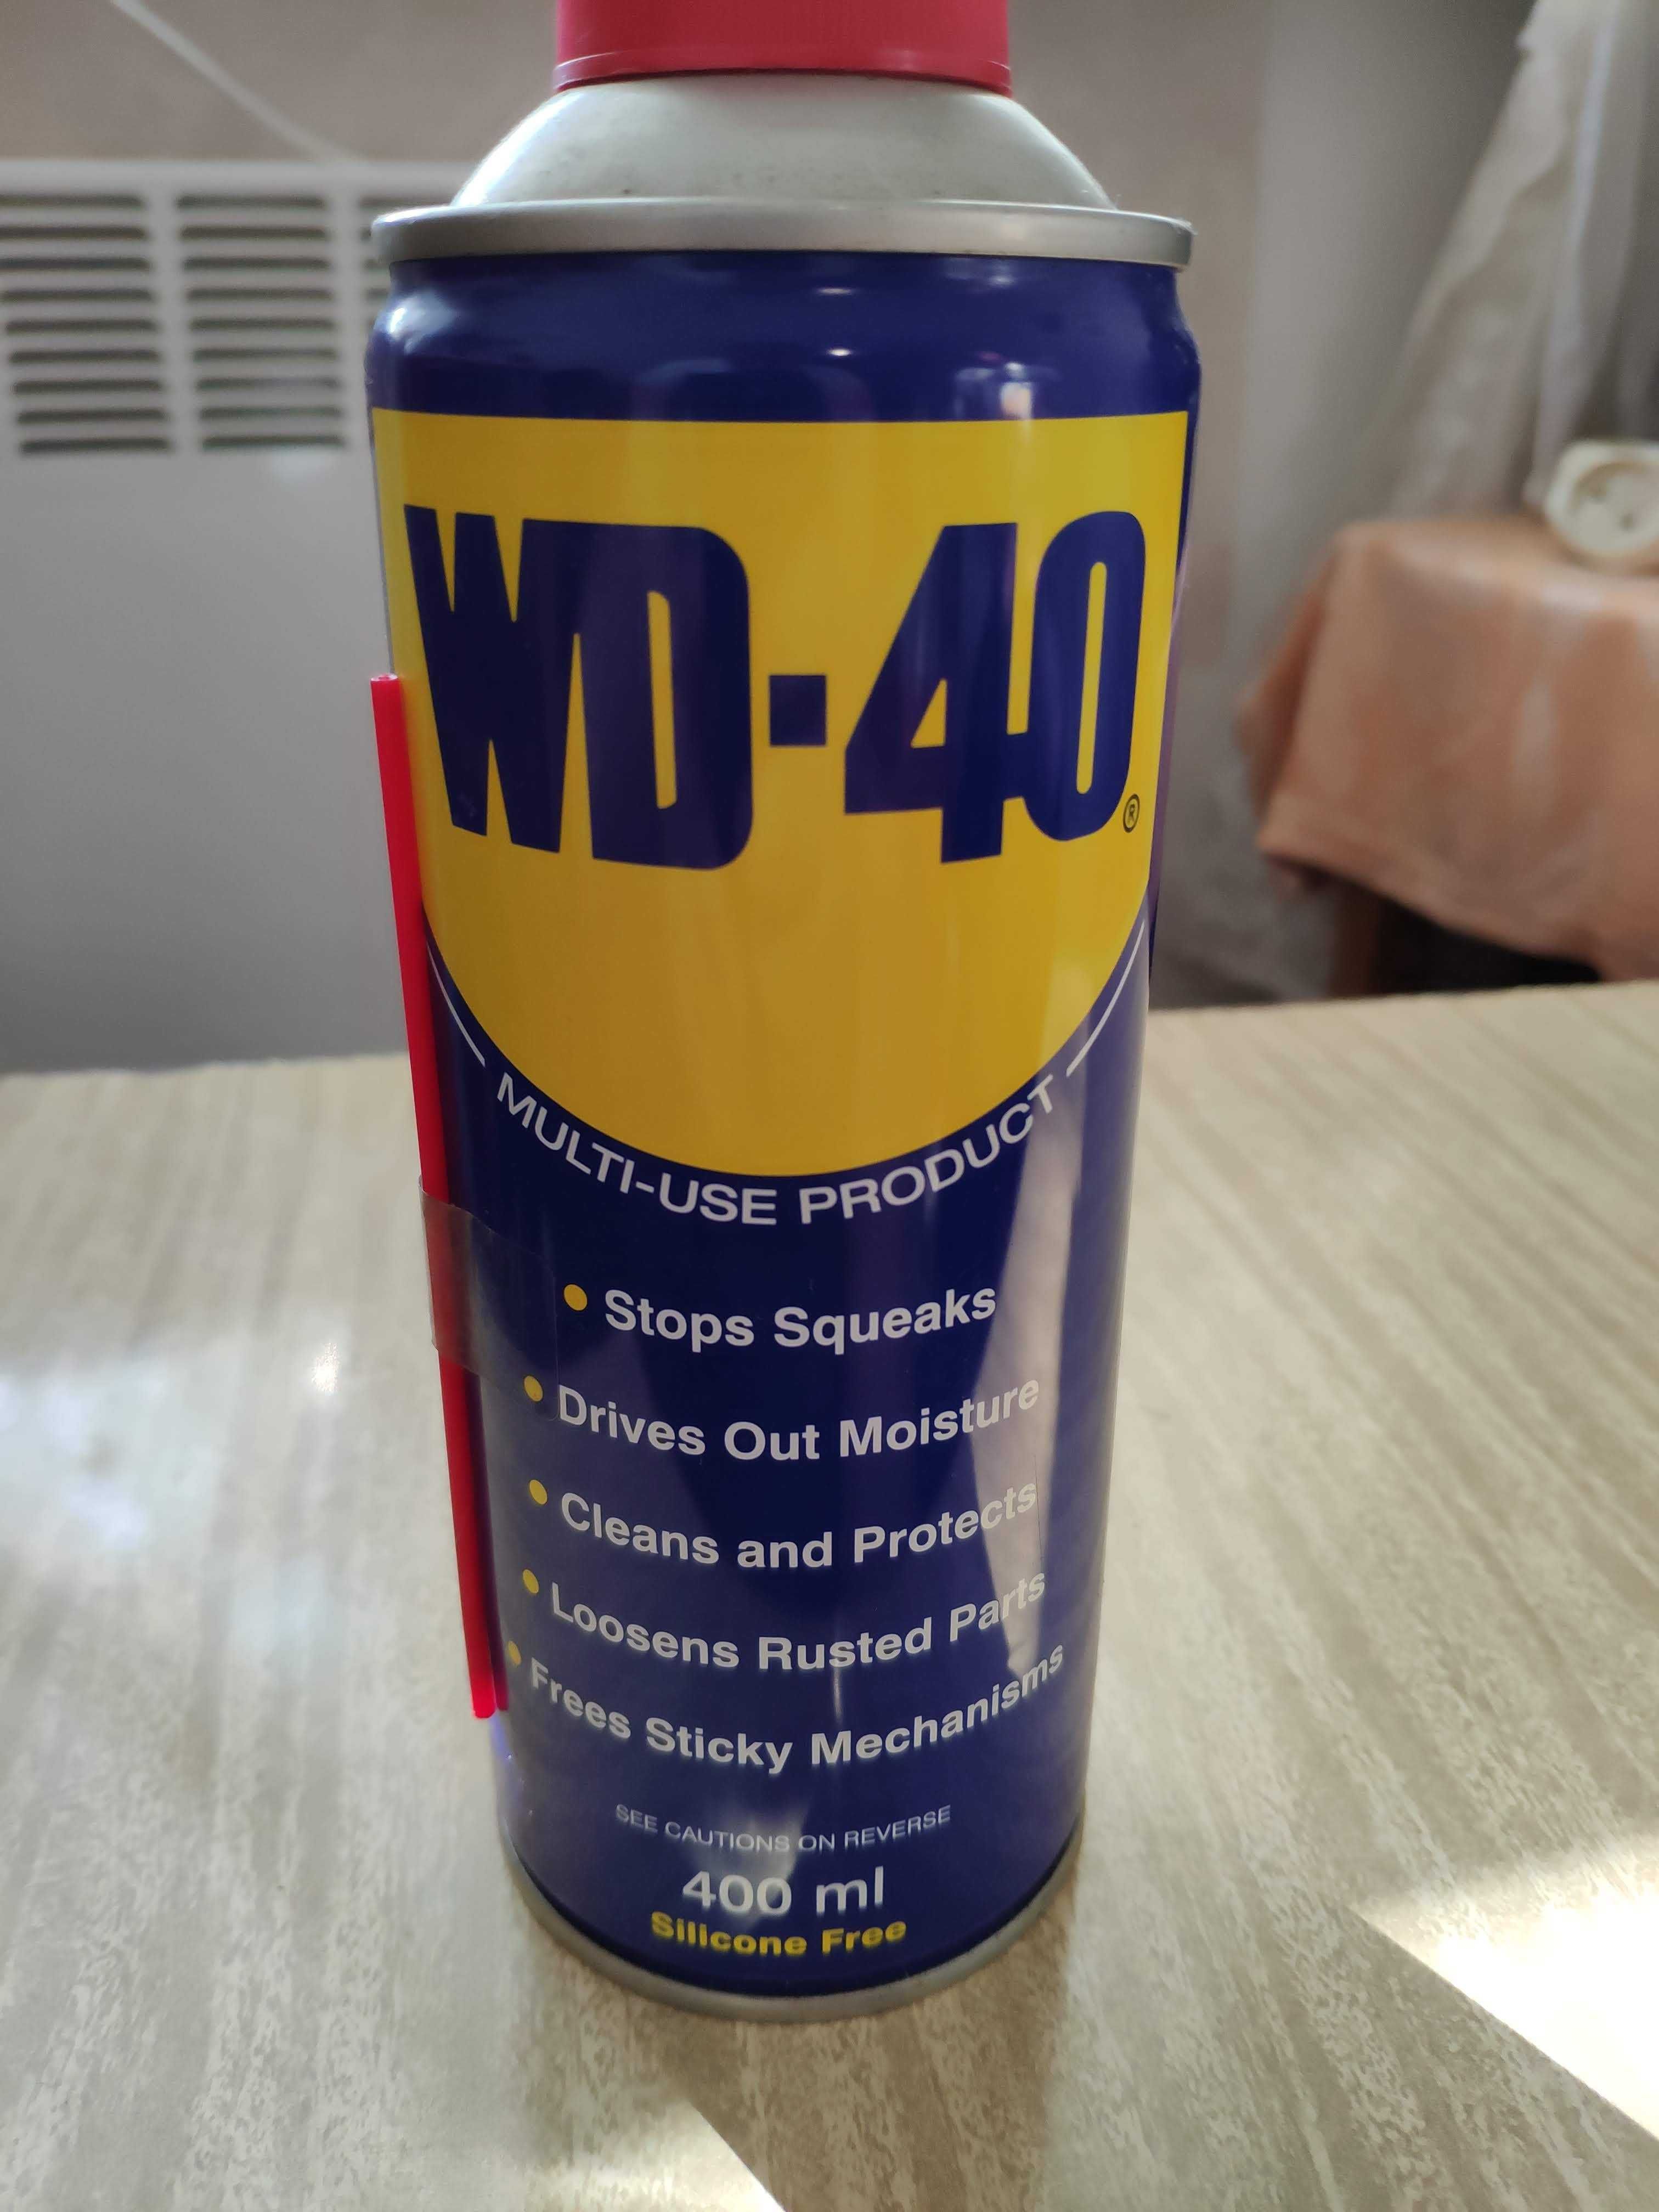 WD-40®
MULTI-USE PRODUCT
• Stops Squeaks
• Drives Out Moisture
• Cleans and Protects
• Loosens Rusted Parts
• Frees Sticky Mechanisms
SEE CAUTIONS ON REVERSE
400 ml
Silicone Free